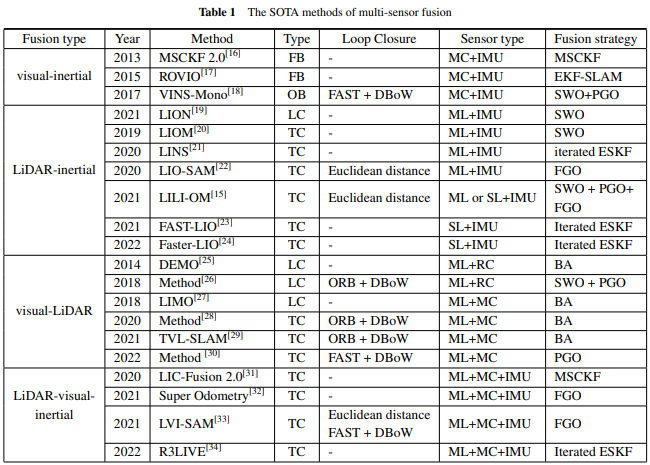 Table 1 The SOTA methods of multi-sensor fusion
Fusion type Year Method Type Loop Closure Sensor type Fusion strategy
visual-inertial 2013 MSCKF 2.0[16] FB - MC+IMU MSCKF
2015 ROVIO[17] FB - MC+IMU EKF-SLAM
2017 VINS-Mono[18] OB FAST + DBoW MC+IMU SWO+PGO
LiDAR-inertial 2021 LION[19] LC - ML+IMU SWO
2019 LIOM[20] TC - ML+IMU SWO
2020 LINS[21] TC - ML+IMU iterated ESKF
2020 LIO-SAM[22] TC Euclidean distance ML+IMU FGO
2021 LILI-OM[15] TC Euclidean distance ML or SL+IMU SWO + PGO+
FGO
2021 FAST-LIO[23] TC - SL+IMU Iterated ESKF
2022 Faster-LIO[24] TC - SL+IMU Iterated ESKF
visual-LiDAR 2014 DEMO[25] LC - ML+RC BA
2018 Method[26] LC ORB + DBoW ML+RC SWO + PGO
2018 LIMO[27] LC - ML+MC BA
2020 Method[28] TC ORB + DBoW ML+MC BA
2021 TVL-SLAM[29] TC ORB + DBoW ML+MC BA
2022 Method [30] TC FAST + DBoW ML+MC PGO
LiDAR-visual-
inertial 2020 LIC-Fusion 2.0[31] TC - ML+MC+IMU MSCKF
2021 Super Odometry[32] TC - ML+MC+IMU FGO
2021 LVI-SAM[33] TC Euclidean distance
FAST + DBoW ML+MC+IMU FGO
2022 R3LIVE[34] TC - ML+MC+IMU Iterated ESKF